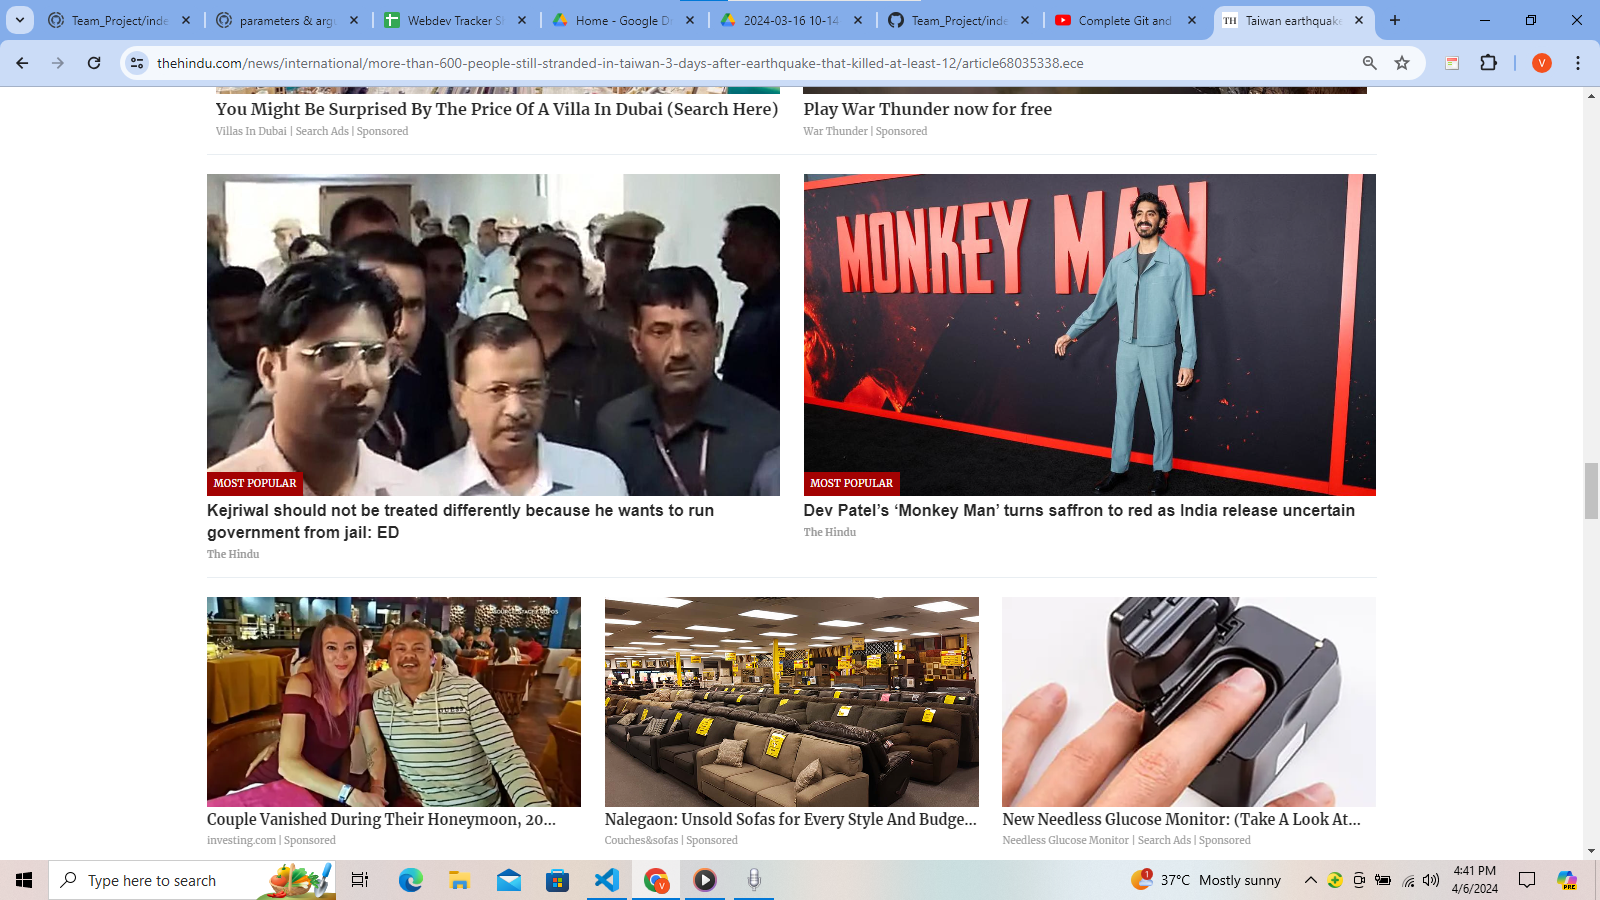 Team_Project/inde
parameters & argu
Webdev Tracker Sh
Home - Google Dr
2024-03-16 10-14
Team_Project/inde
Complete Git and
TH
Taiwan earthquake
thehindu.com/news/international/more-than-600-people-still-stranded-in-taiwan-3-days-after-earthquake-that-killed-at-least-12/article68035338.ece
V
You Might Be Surprised By The Price Of A Villa In Dubai (Search Here)
Villas In Dubai | Search Ads | Sponsored
Play War Thunder now for free
War Thunder | Sponsored
MONKEY MAN
MOST POPULAR
MOST POPULAR
Kejriwal should not be treated differently because he wants to run
government from jail: ED
The Hindu
Dev Patel’s ‘Monkey Man’ turns saffron to red as India release uncertain
The Hindu
Couple Vanished During Their Honeymoon, 20...
investing.com | Sponsored
Nalegaon: Unsold Sofas for Every Style And Budge...
Couches&sofas | Sponsored
New Needless Glucose Monitor: (Take A Look At...
Needless Glucose Monitor | Search Ads | Sponsored
Type here to search
V
1
37°C Mostly sunny
4:41 PM
4/6/2024
PRE